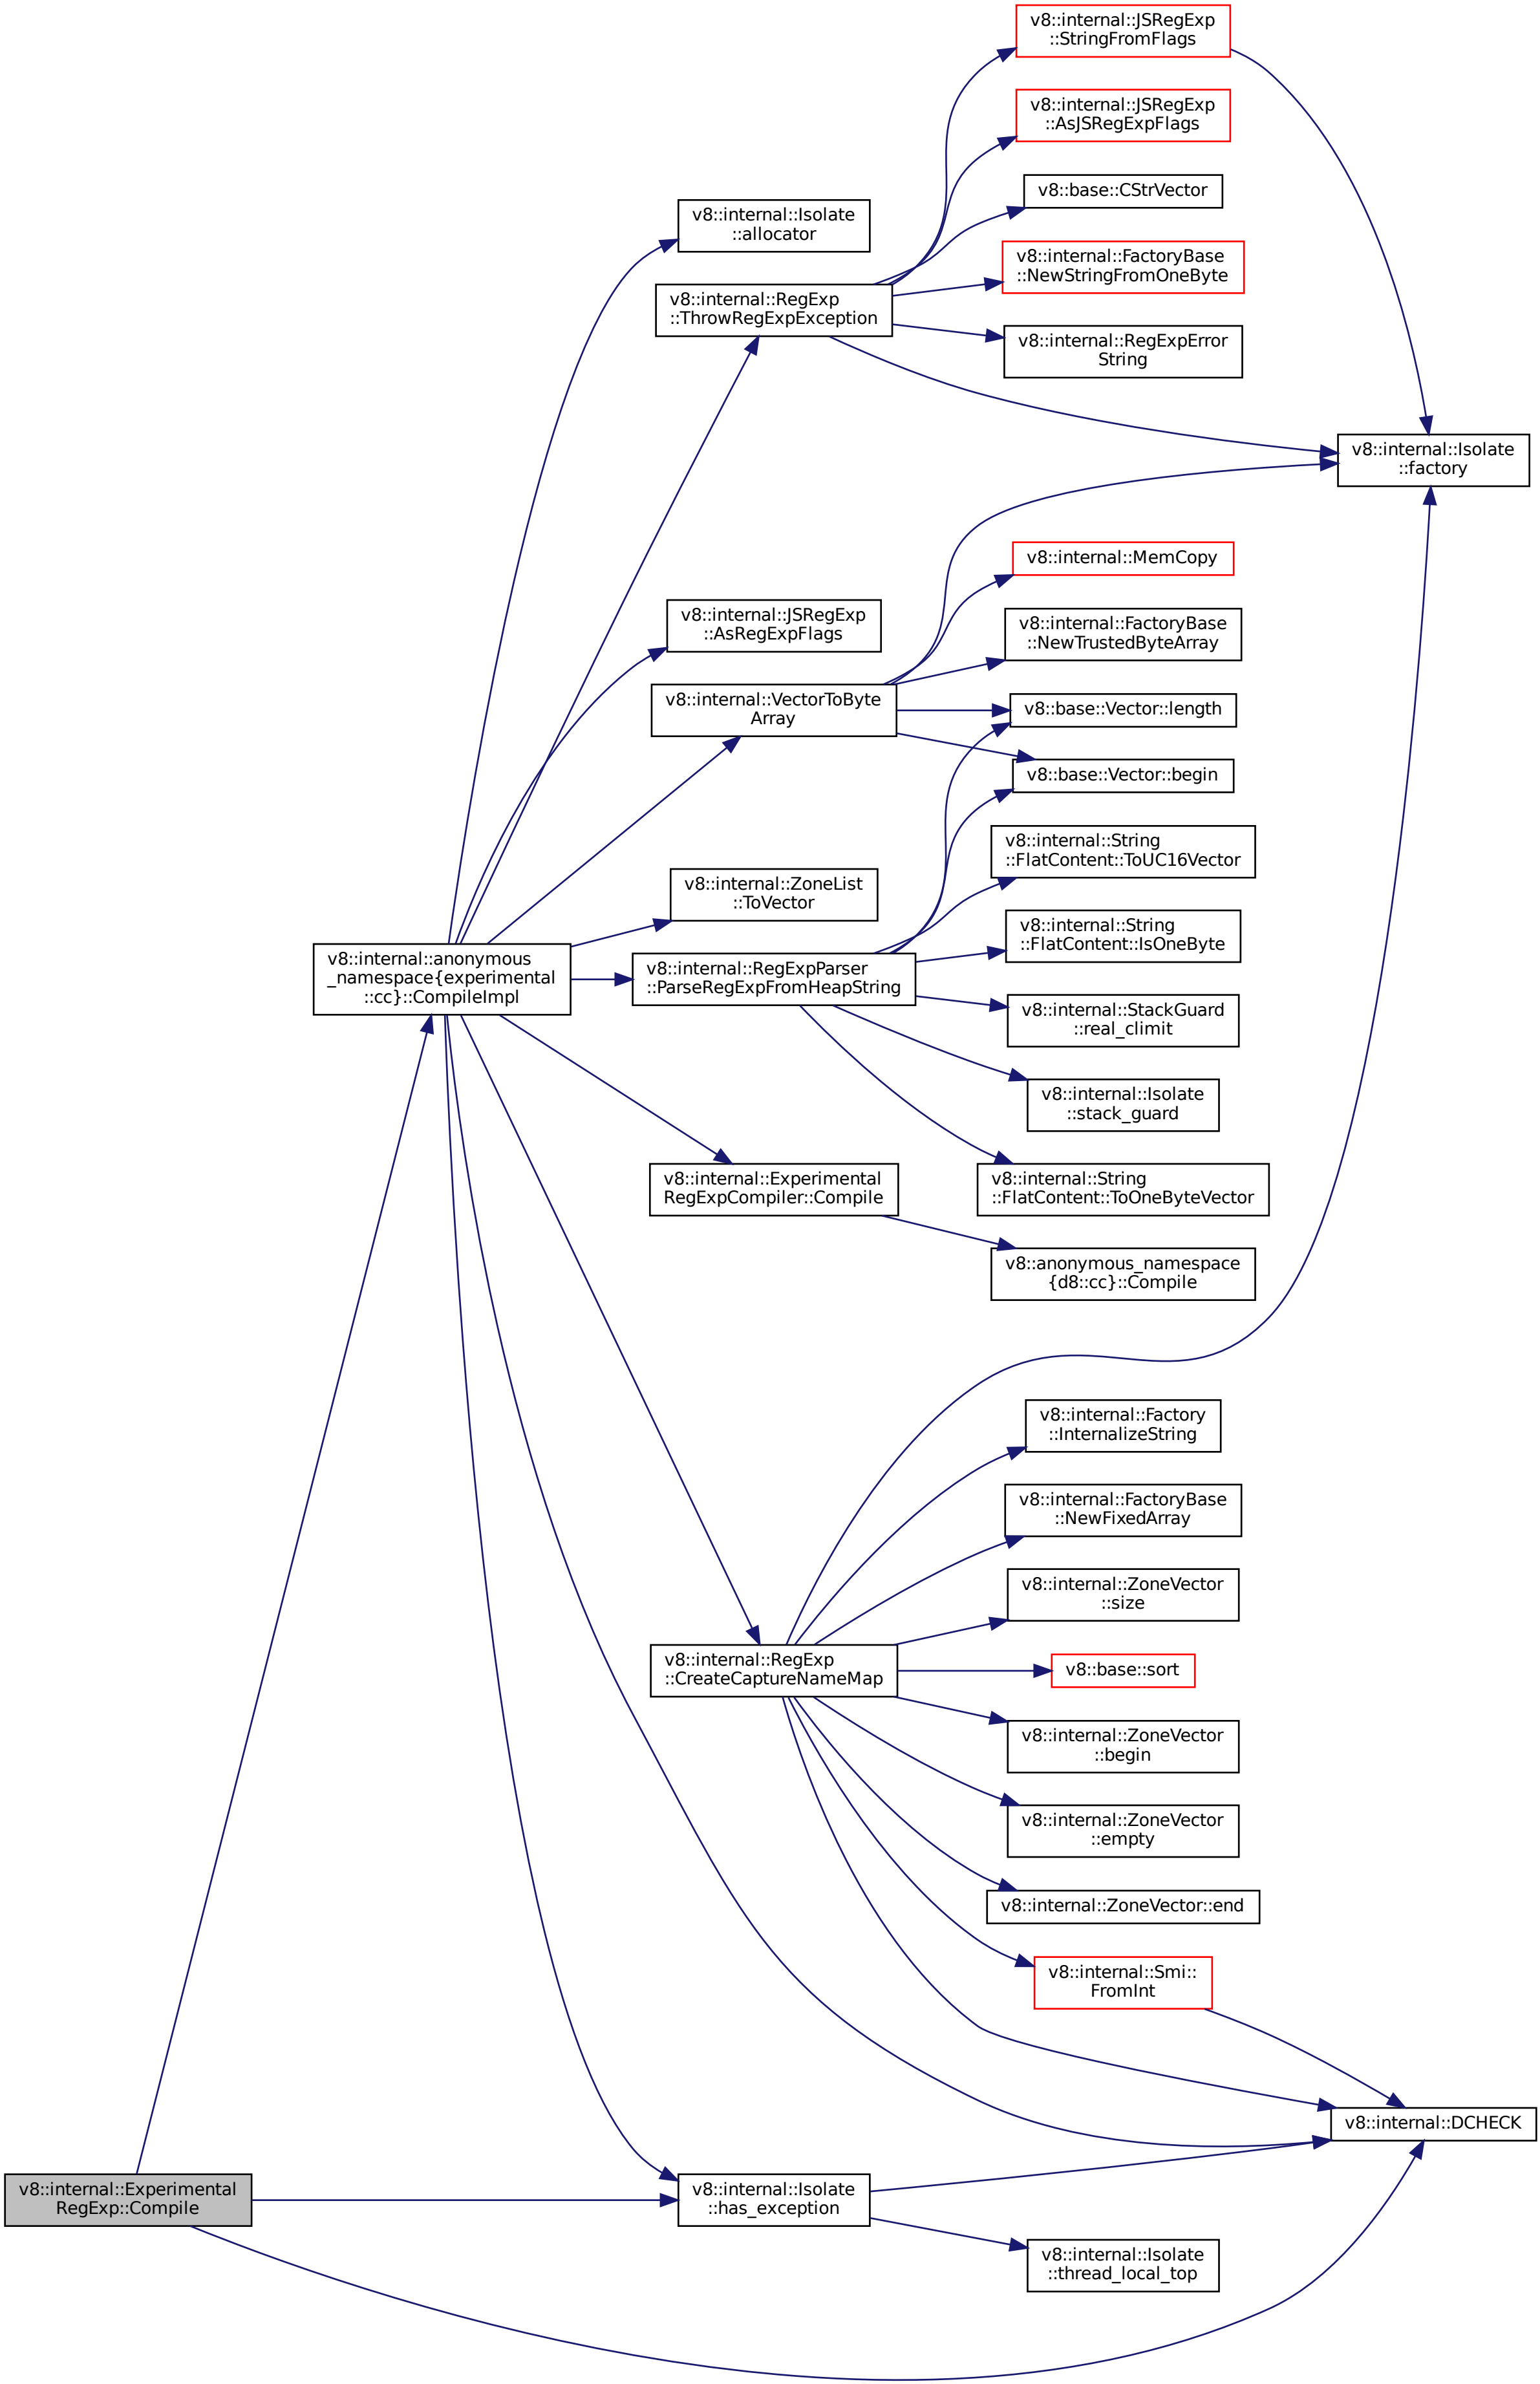 v8::internal::JSRegExp
::StringFromFlags
v8::internal::JSRegExp
::AsJSRegExpFlags
v8::base::CStrVector
v8::internal::Isolate
::allocator
v8::internal::FactoryBase
::NewStringFromOneByte
v8::internal::RegExp
::ThrowRegExpException
v8::internal::RegExpError
String
v8::internal::Isolate
::factory
v8::internal::MemCopy
v8::internal::JSRegExp
::AsRegExpFlags
v8::internal::FactoryBase
::NewTrustedByteArray
v8::internal::VectorToByte
Array
v8::base::Vector::length
v8::base::Vector::begin
v8::internal::String
::FlatContent::ToUC16Vector
v8::internal::ZoneList
::ToVector
v8::internal::String
::FlatContent::IsOneByte
v8::internal::anonymous
_namespace{experimental
::cc}::CompileImpl
v8::internal::RegExpParser
::ParseRegExpFromHeapString
v8::internal::StackGuard
::real_climit
v8::internal::Isolate
::stack_guard
v8::internal::Experimental
RegExpCompiler::Compile
v8::internal::String
::FlatContent::ToOneByteVector
v8::anonymous_namespace
{d8::cc}::Compile
v8::internal::Factory
::InternalizeString
v8::internal::FactoryBase
::NewFixedArray
v8::internal::ZoneVector
::size
v8::internal::RegExp
::CreateCaptureNameMap
v8::base::sort
v8::internal::ZoneVector
::begin
v8::internal::ZoneVector
::empty
v8::internal::ZoneVector::end
v8::internal::Smi::
FromInt
v8::internal::DCHECK
v8::internal::Experimental
RegExp::Compile
v8::internal::Isolate
::has_exception
v8::internal::Isolate
::thread_local_top